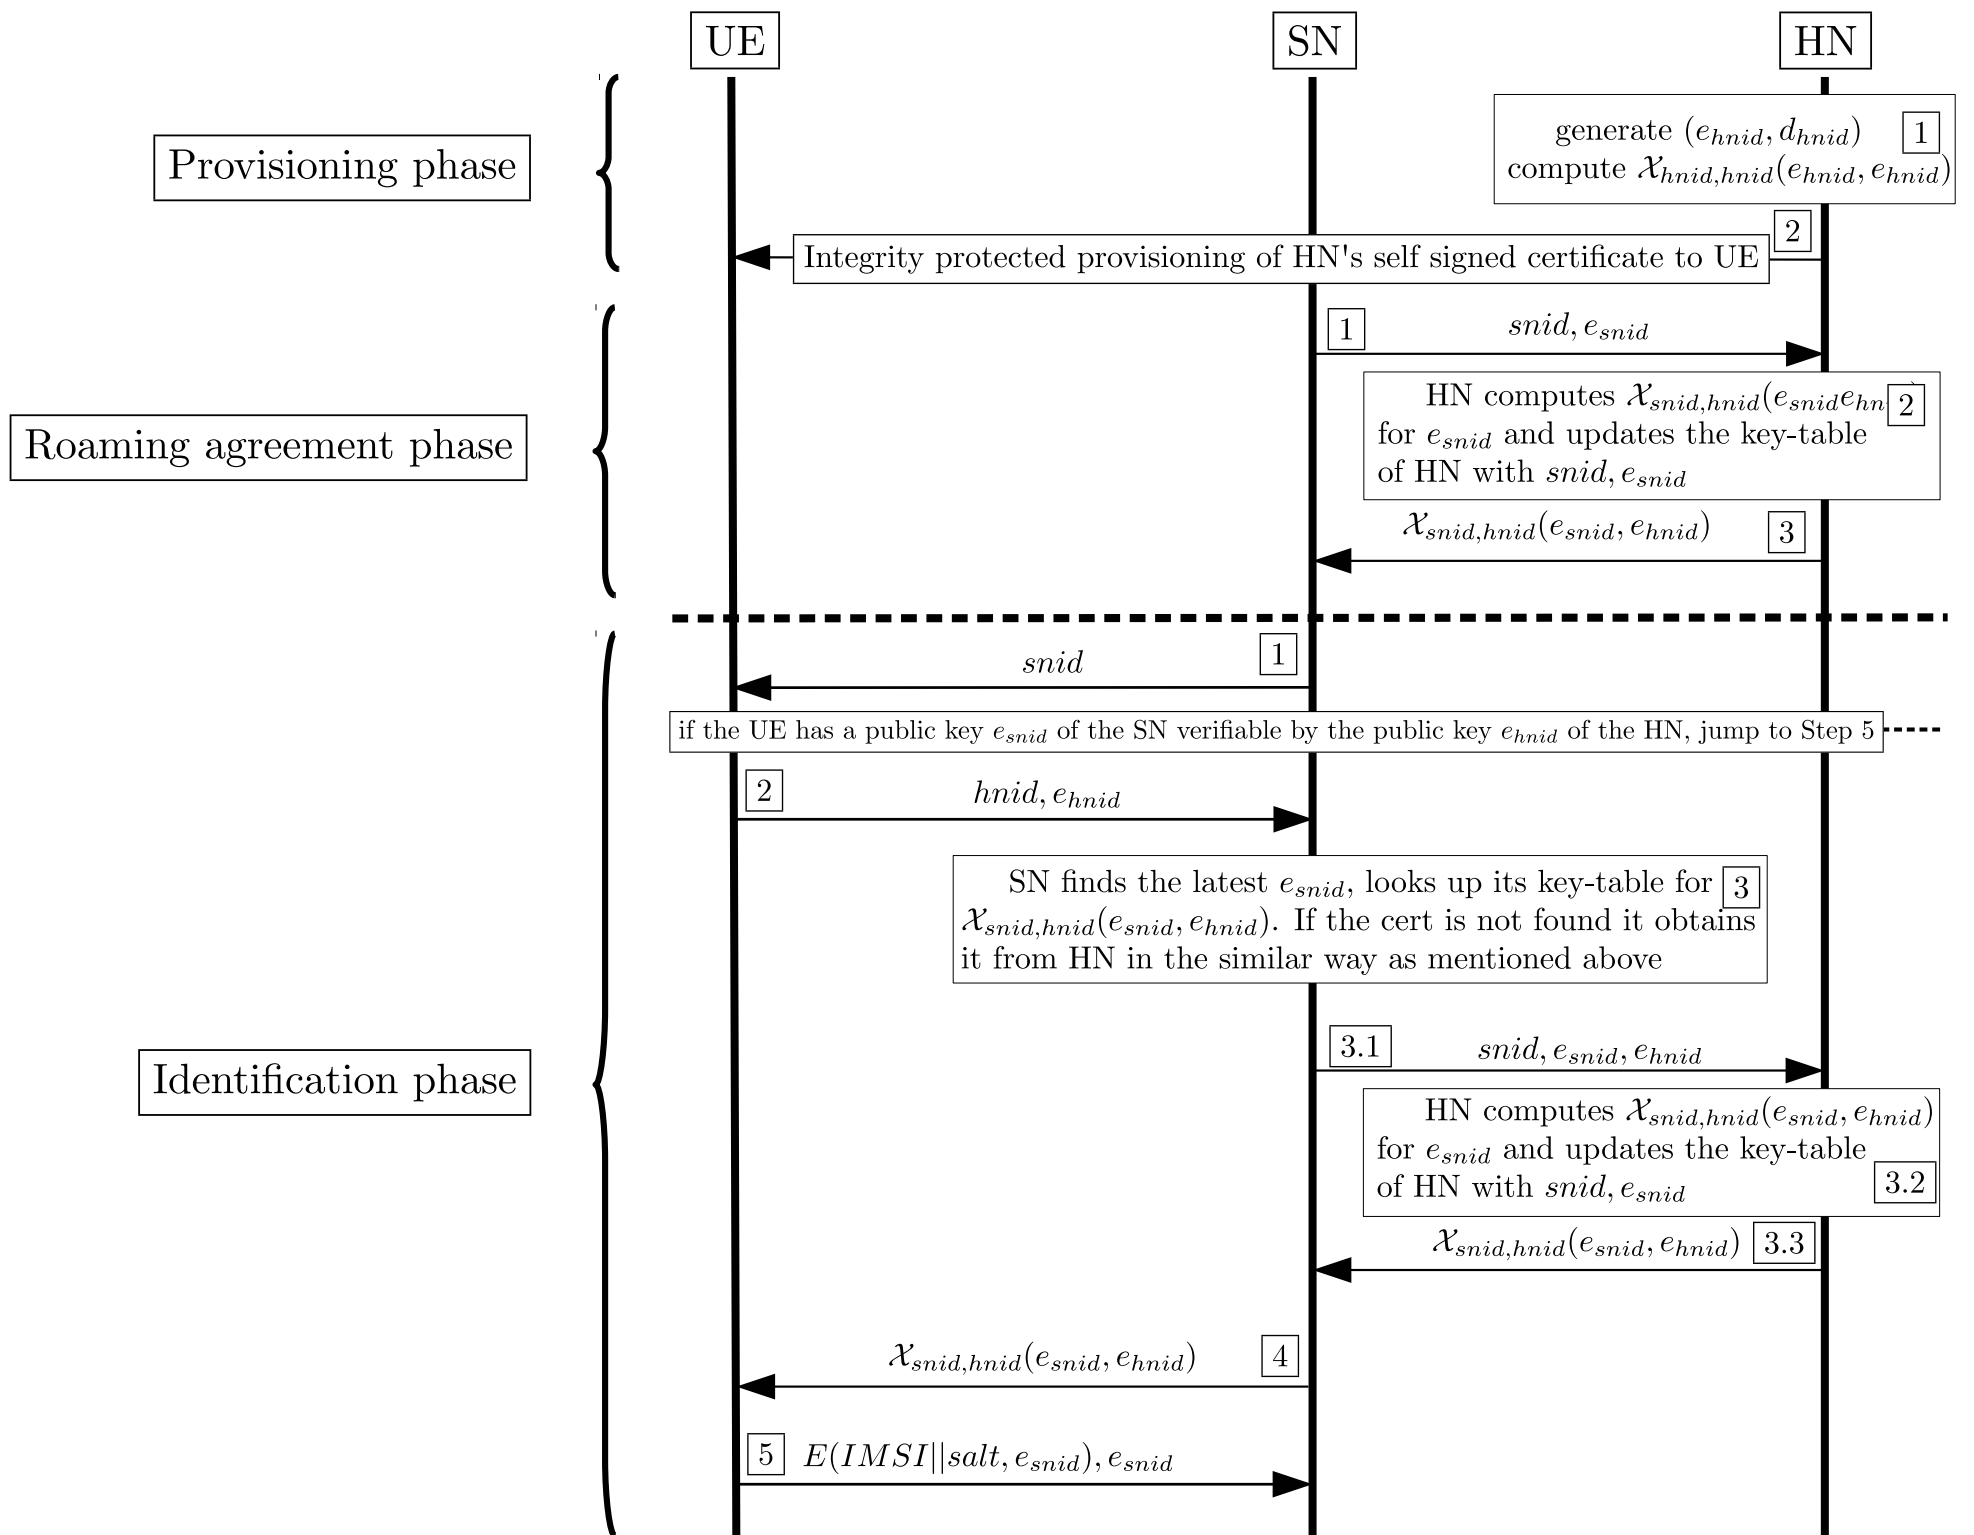 UE SN HN
Provisioning phase
generate (e_hnid, d_hnid) 1
compute 𝒳_hnid,hnid(e_hnid, e_hnid)
2
Integrity protected provisioning of HN's self signed certificate to UE
Roaming agreement phase
1 snid, e_snid
HN computes 𝒳_snid,hnid(e_snid e_hn 2
for e_snid and updates the key-table
of HN with snid, e_snid
𝒳_snid,hnid(e_snid, e_hnid) 3
Identification phase
snid 1
if the UE has a public key e_snid of the SN verifiable by the public key e_hnid of the HN, jump to Step 5
2 hnid, e_hnid
SN finds the latest e_snid, looks up its key-table for 3
𝒳_snid,hnid(e_snid, e_hnid). If the cert is not found it obtains
it from HN in the similar way as mentioned above
3.1 snid, e_snid, e_hnid
HN computes 𝒳_snid,hnid(e_snid, e_hnid)
for e_snid and updates the key-table
of HN with snid, e_snid 3.2
𝒳_snid,hnid(e_snid, e_hnid) 3.3
𝒳_snid,hnid(e_snid, e_hnid) 4
5 E(IMSI||salt, e_snid), e_snid